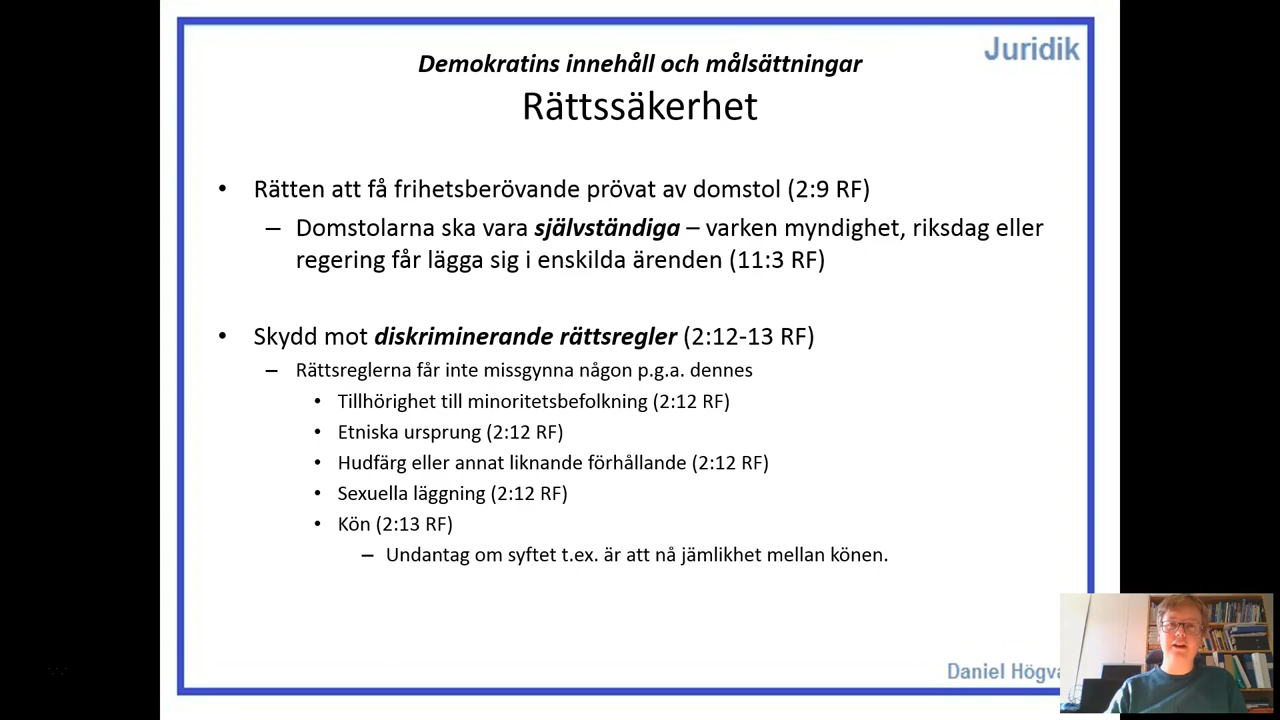 Juridik
Demokratins innehåll och målsättningar
Rättssäkerhet
• Rätten att få frihetsberövande prövat av domstol (2:9 RF)
– Domstolarna ska vara självständiga – varken myndighet, riksdag eller
regering får lägga sig i enskilda ärenden (11:3 RF)
• Skydd mot diskriminerande rättsregler (2:12-13 RF)
– Rättsreglerna får inte missgynna någon p.g.a. dennes
• Tillhörighet till minoritetsbefolkning (2:12 RF)
• Etniska ursprung (2:12 RF)
• Hudfärg eller annat liknande förhållande (2:12 RF)
• Sexuella läggning (2:12 RF)
• Kön (2:13 RF)
– Undantag om syftet t.ex. är att nå jämlikhet mellan könen.
Daniel